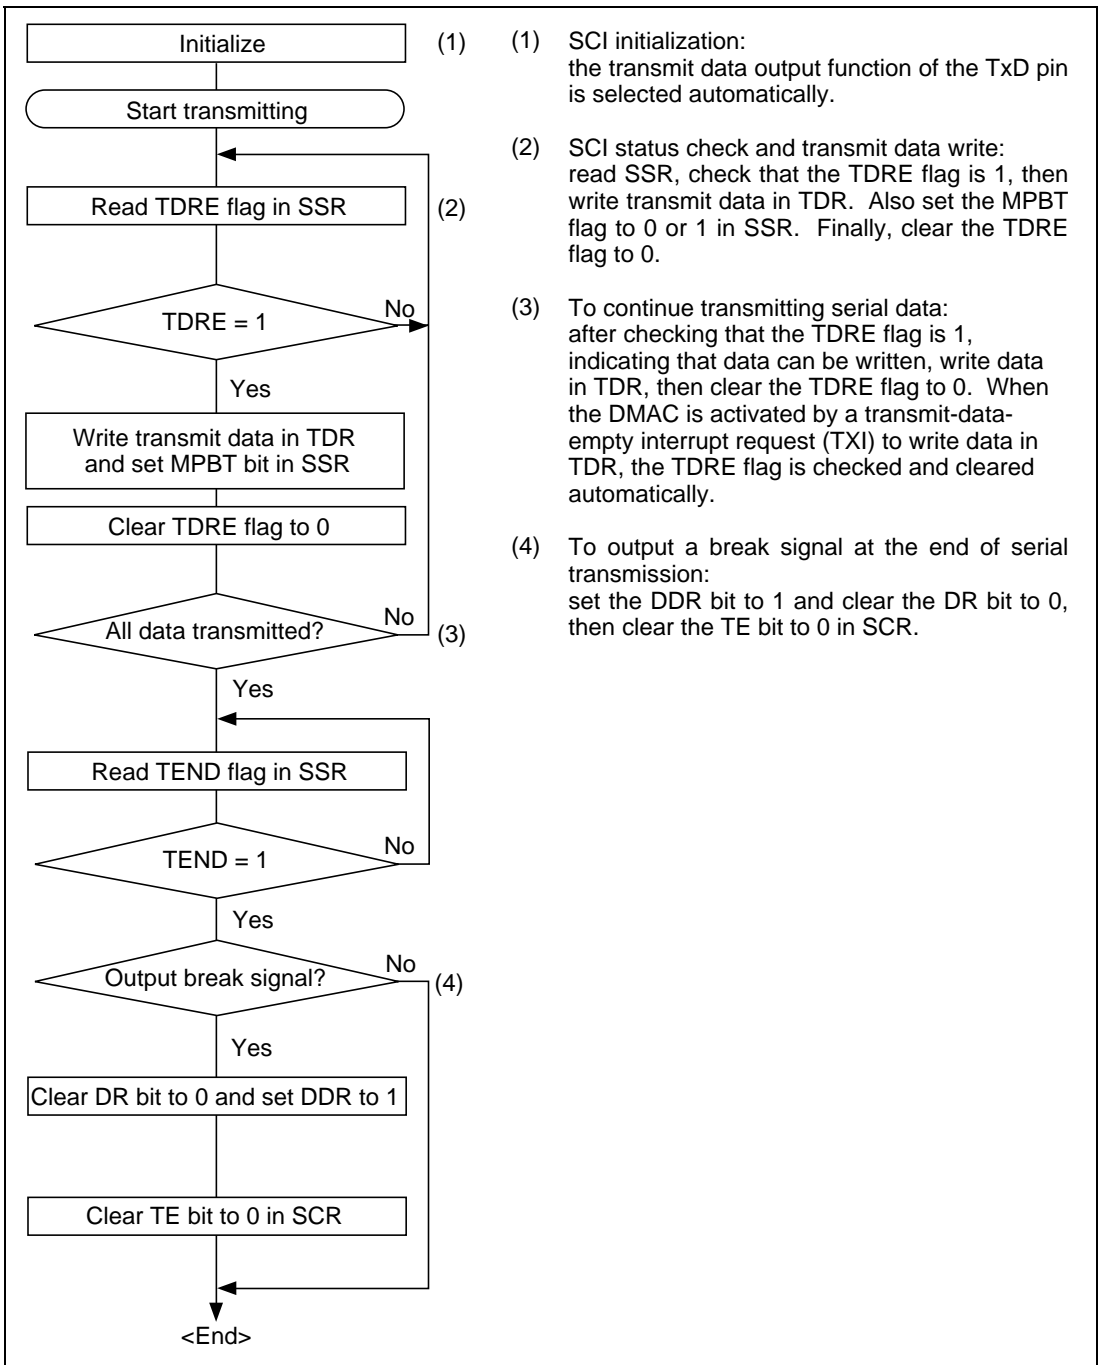 Initialize
(1)
Start transmitting
Read TDRE flag in SSR
(2)
TDRE = 1
No
Yes
Write transmit data in TDR
and set MPBT bit in SSR
Clear TDRE flag to 0
All data transmitted?
No
(3)
Yes
Read TEND flag in SSR
TEND = 1
No
Yes
Output break signal?
No
(4)
Yes
Clear DR bit to 0 and set DDR to 1
Clear TE bit to 0 in SCR
<End>
(1) SCI initialization:
the transmit data output function of the TxD pin
is selected automatically.
(2) SCI status check and transmit data write:
read SSR, check that the TDRE flag is 1, then
write transmit data in TDR. Also set the MPBT
flag to 0 or 1 in SSR. Finally, clear the TDRE
flag to 0.
(3) To continue transmitting serial data:
after checking that the TDRE flag is 1,
indicating that data can be written, write data
in TDR, then clear the TDRE flag to 0. When
the DMAC is activated by a transmit-data-
empty interrupt request (TXI) to write data in
TDR, the TDRE flag is checked and cleared
automatically.
(4) To output a break signal at the end of serial
transmission:
set the DDR bit to 1 and clear the DR bit to 0,
then clear the TE bit to 0 in SCR.